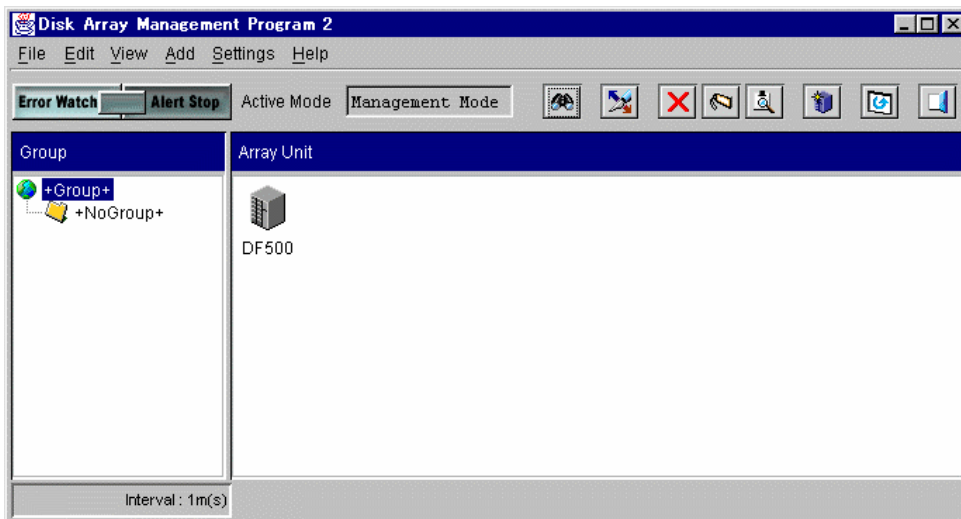 Disk Array Management Program 2
File Edit View Add Settings Help
Error Watch Alert Stop Active Mode Management Mode
Group Array Unit
+Group+
+NoGroup+
DF500
Interval : 1m(s)